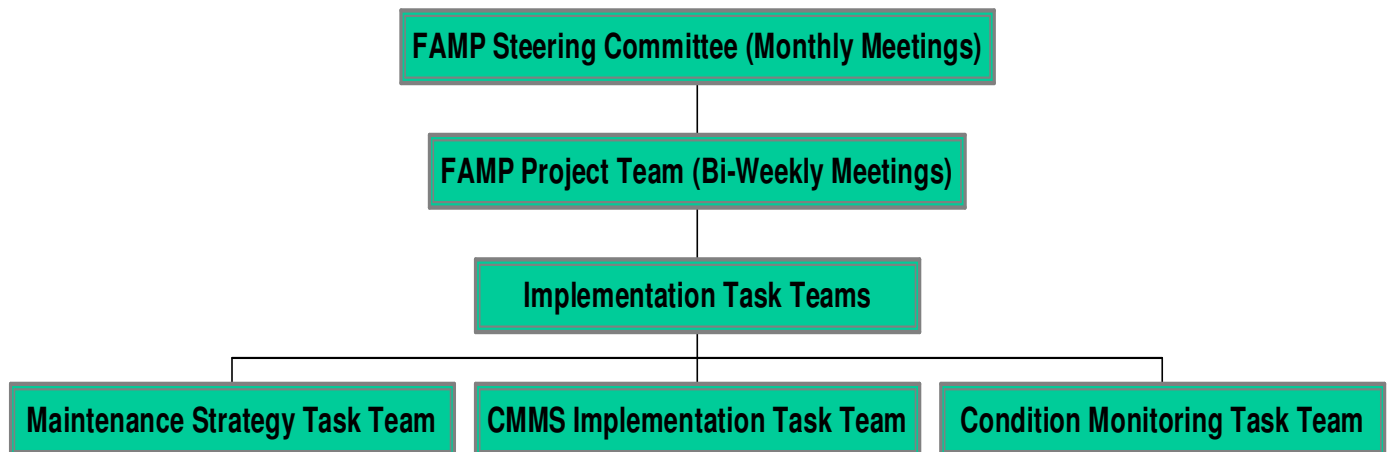 FAMP Steering Committee (Monthly Meetings)
FAMP Project Team (Bi-Weekly Meetings)
Implementation Task Teams
Maintenance Strategy Task Team
CMMS Implementation Task Team
Condition Monitoring Task Team